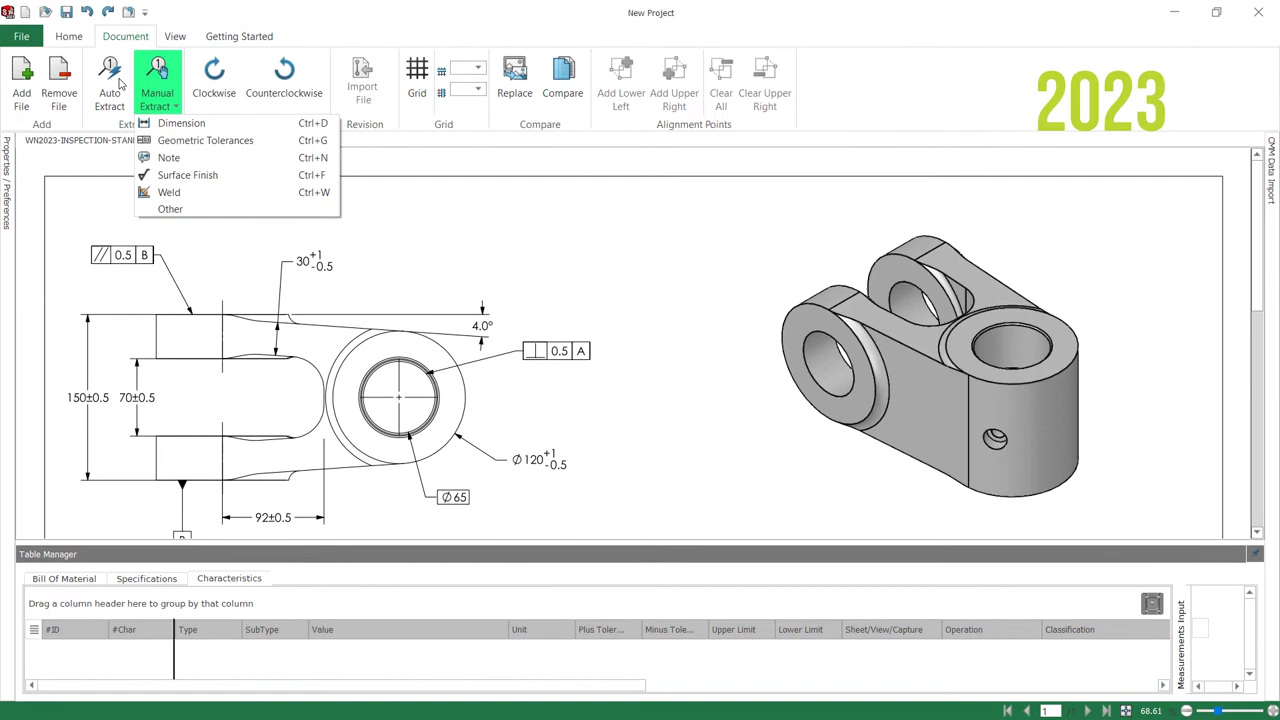 New Project
File Home Document View Getting Started
Add File
Remove File
Auto Extract
Manual Extract
Clockwise
Counterclockwise
Import File
Grid
Replace
Compare
Add Lower Left
Add Upper Right
Clear All
Clear Upper Right
Add
Revision
Grid
Compare
Alignment Points
2023
Dimension Ctrl+D
Geometric Tolerances Ctrl+G
Note Ctrl+N
Surface Finish Ctrl+F
Weld Ctrl+W
Other
Properties / Preferences
CMM Data Import
// 0.5 B
30 +1 -0.5
4.0°
⊥ 0.5 A
150±0.5
70±0.5
Ø120 +1 -0.5
Ø65
92±0.5
Table Manager
Bill Of Material Specifications Characteristics
Drag a column header here to group by that column
#ID #Char Type SubType Value Unit Plus Toler... Minus Tole... Upper Limit Lower Limit Sheet/View/Capture Operation Classification
Measurements Input
1
68.61